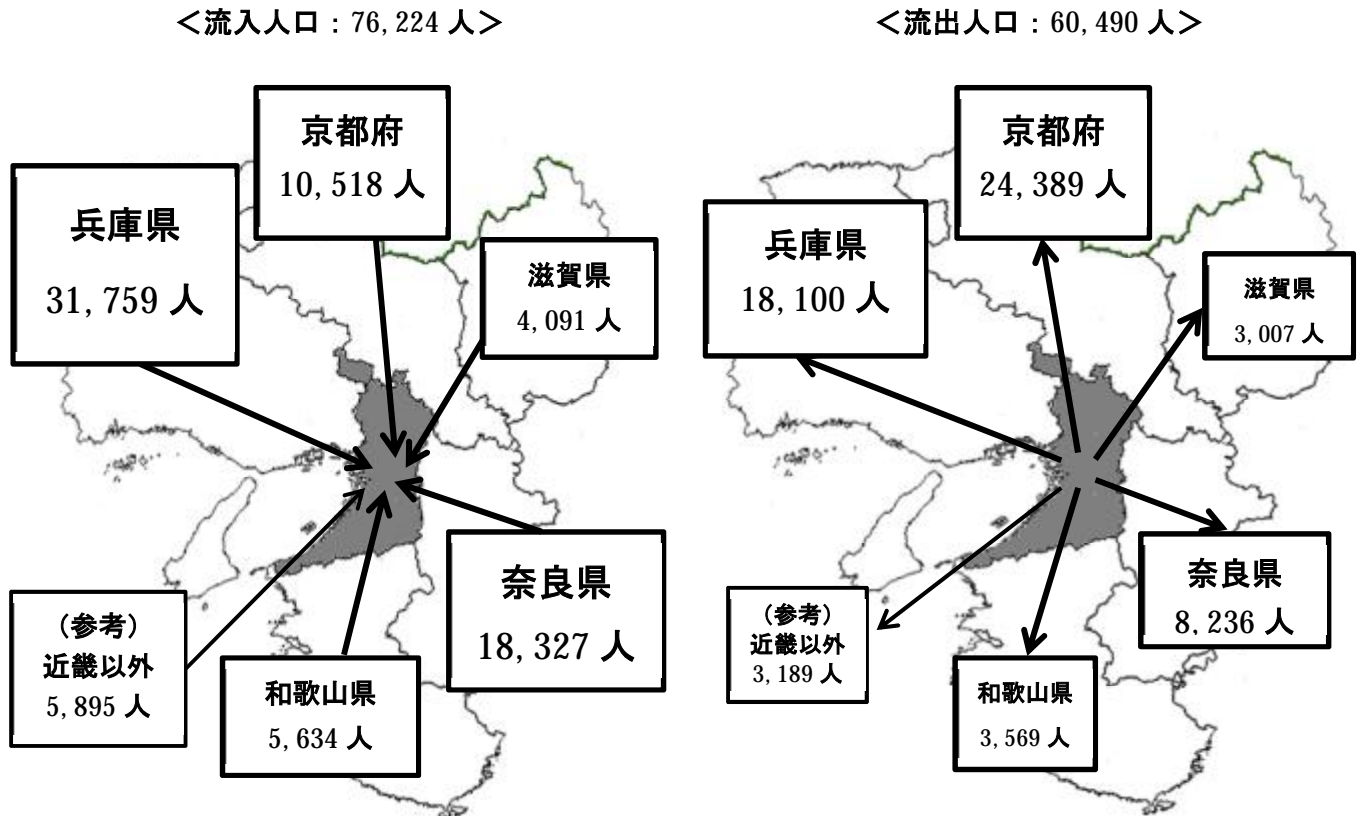 ＜流入人口：76,224 人＞
京都府
10,518 人
兵庫県
31,759 人
滋賀県
4,091 人
奈良県
18,327 人
（参考）
近畿以外
5,895 人
和歌山県
5,634 人
＜流出人口：60,490 人＞
京都府
24,389 人
兵庫県
18,100 人
滋賀県
3,007 人
奈良県
8,236 人
（参考）
近畿以外
3,189 人
和歌山県
3,569 人